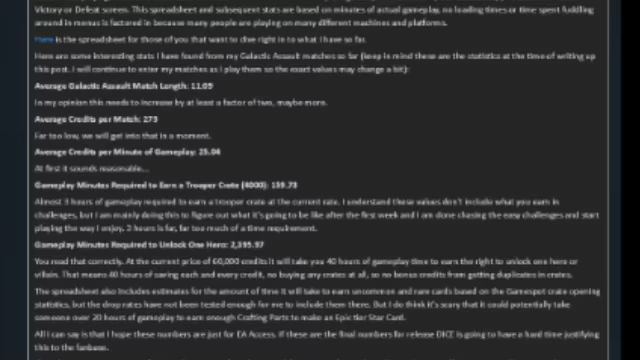 Victory or Defeat screen. This spreadsheet and subsequent stats are based on minutes of actual gameplay, no loading times or time spent fuddling
around in menus is factored in because many people are playing on many different machines and platforms.
Here is the spreadsheet for those of you that want to dive right in to what I have so far.
Here are some interesting stats I have found from my Galactic Assault matches so far (keep in mind these are the statistics at the time of writing up
this post. I will continue to enter my matches as I play them so the exact values may change a bit):
Average Galactic Assault Match Length: 11.09
In my opinion this needs to increase by at least a factor of two, maybe more.
Average Credits per Match: 275
Far too low, we will get into that in a moment.
Average Credits per Minute of Gameplay: 25.04
At first it sounds reasonable...
Gameplay Minutes Required to Earn a Trooper Crate (4000): 159.73
Almost 3 hours of gameplay required to earn a trooper crate at the current rate. I understand these values don't include what you earn in
challenges, but I am mainly doing this to figure out what it's going to be like after the first week and I am done chasing the easy challenges and start
playing the way I enjoy. 3 hours is far, far too much of a time requirement.
Gameplay Minutes Required to Unlock One Hero: 2,395.97
You read that correctly. At the current price of 60,000 credits it will take you 40 hours of gameplay time to earn the right to unlock one hero or
villain. That means 40 hours of saving each and every credit, no buying any crates at all, so no bonus credits from getting duplicates in crates.
The spreadsheet also includes estimates for the amount of time it will take to earn uncommon and rare cards based on the Gamespot crate opening
statistics, but the drop rates have not been tested enough for me to include them there. But I do think it's scary that it could potentially take
someone over 20 hours of gameplay to earn enough Crafting Parts to make an Epic tier Star Card.
All I can say is that I hope these numbers are just for EA Access. If these are the final numbers for release DICE is going to have a hard time justifying
this to the fanbase.